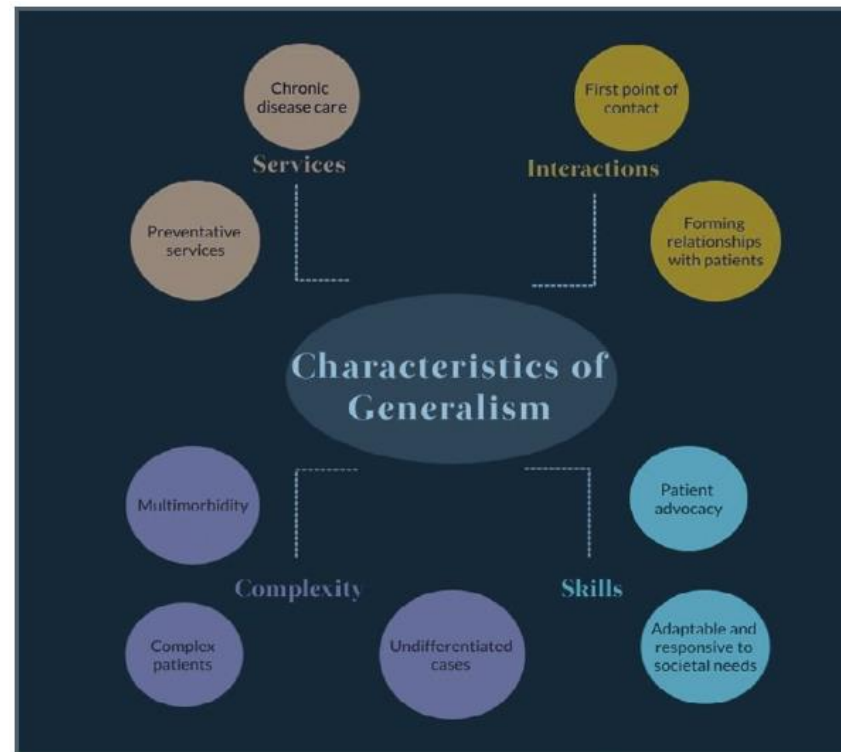 Chronic
disease care
Services
Preventative
services
First point of
contact
Interactions
Forming
relationships
with patients
Characteristics of
Generalism
Multimorbidity
Complexity
Complex
patients
Undifferentiated
cases
Patient
advocacy
Skills
Adaptable and
responsive to
societal needs